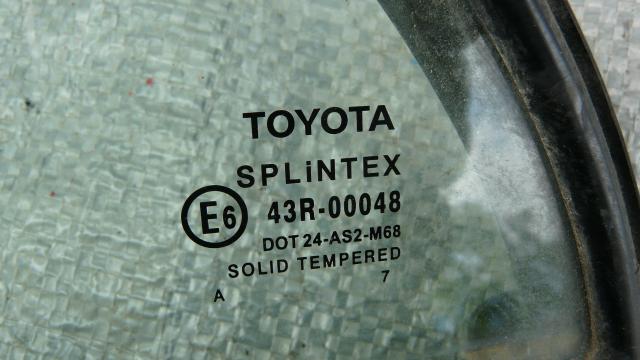 TOYOTA
SPLiNTEX
E6 43R-00048
DOT 24-AS2-M68
SOLID TEMPERED
A 7